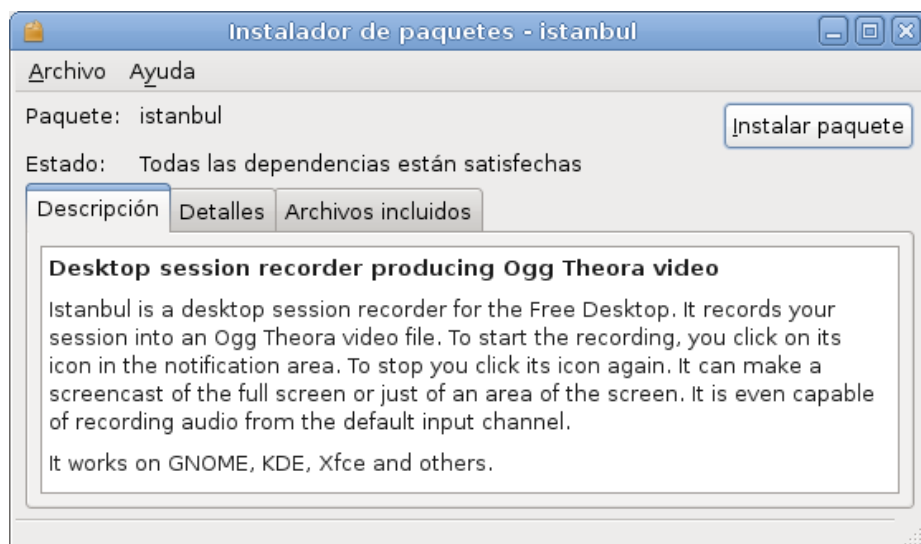 Instalador de paquetes - istanbul
Archivo Ayuda
Paquete: istanbul
Instalar paquete
Estado: Todas las dependencias están satisfechas
Descripción Detalles Archivos incluidos
Desktop session recorder producing Ogg Theora video
Istanbul is a desktop session recorder for the Free Desktop. It records your
session into an Ogg Theora video file. To start the recording, you click on its
icon in the notification area. To stop you click its icon again. It can make a
screencast of the full screen or just of an area of the screen. It is even capable
of recording audio from the default input channel.
It works on GNOME, KDE, Xfce and others.